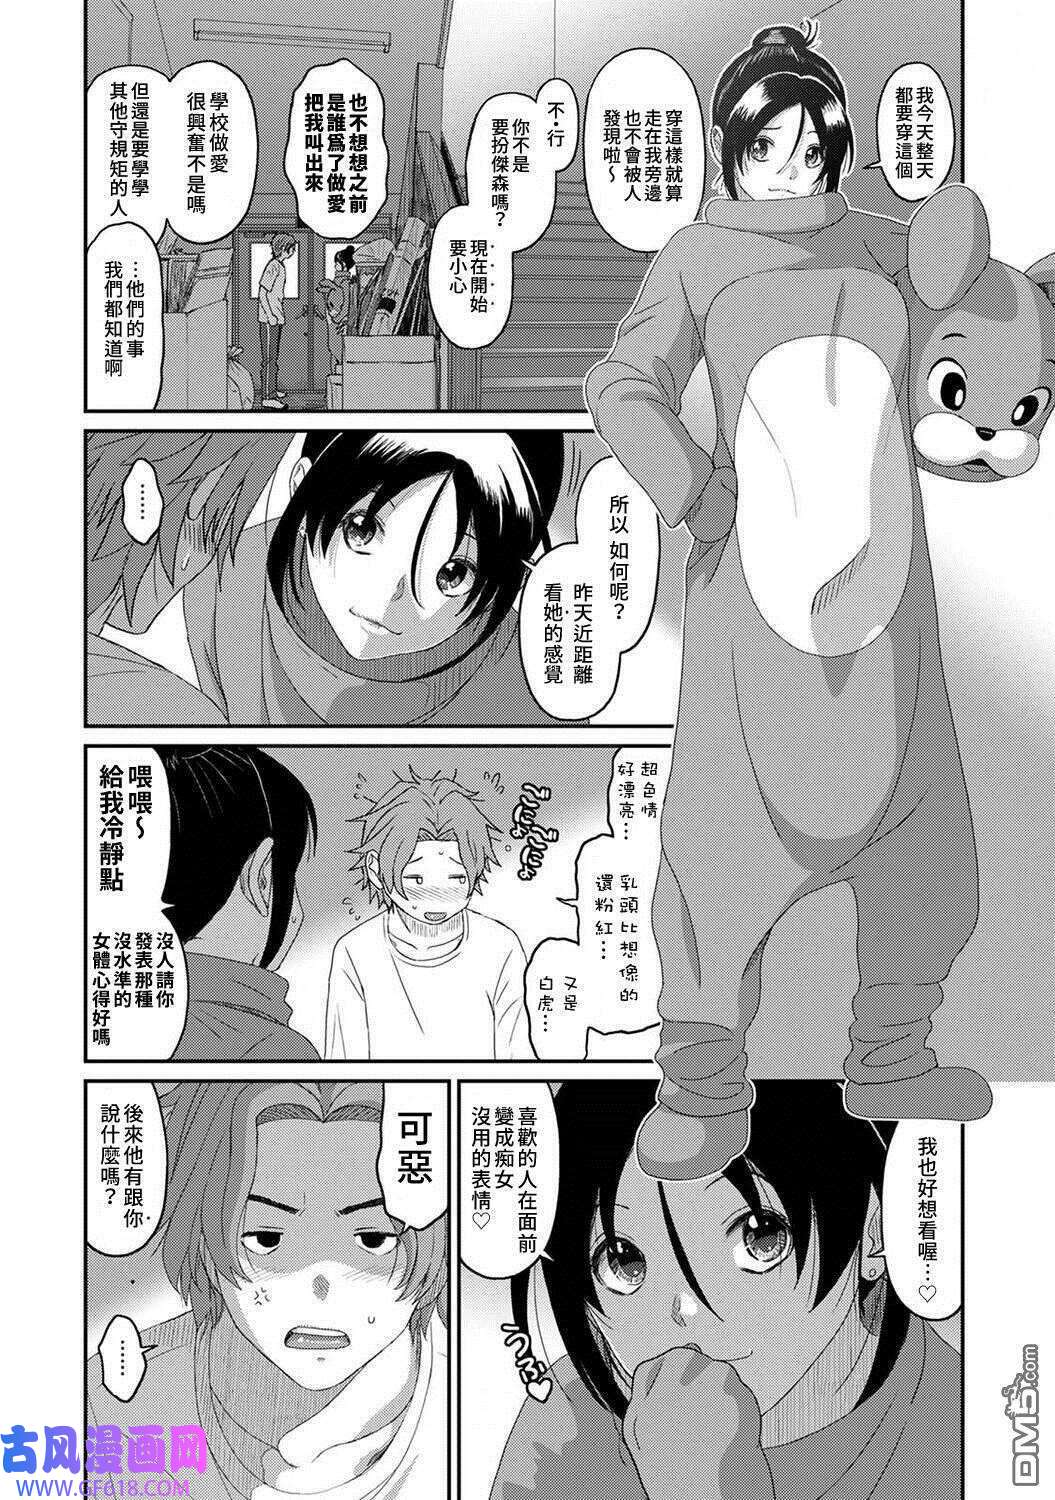 我今天整天
都要穿這個
穿這樣就算
走在我旁邊
也不會被人
發現啦~
不・行
你不是
要扮傑森嗎?
現在開始
要小心
也不想想之前
是誰為了做愛
把我叫出來
學校做愛
很興奮不是嗎
但還是要學學
其他守規矩的人
…他們的事
我們都知道啊
所以 如何呢?
昨天近距離
看她的感覺
……
超色情
好漂亮…
乳頭比想像的
還粉紅…
又是
白虎…
喂喂~
給我冷靜點
沒人請你
發表那種
沒水準的
女體心得好嗎
我也好想看喔…♡
喜歡的人在面前
變成痴女
沒用的表情♡
うふふ♡
可惡
後來他有跟你
說什麼嗎?
……
古风漫画网
WWW.GF618.COM
DM5.com